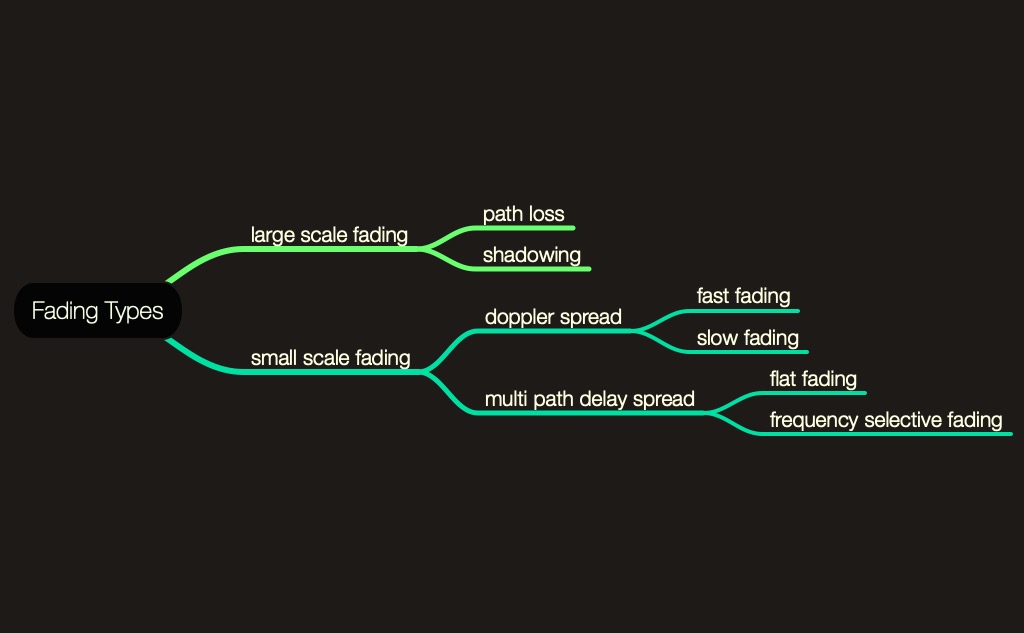 Fading Types
large scale fading
path loss
shadowing
small scale fading
doppler spread
fast fading
slow fading
multi path delay spread
flat fading
frequency selective fading